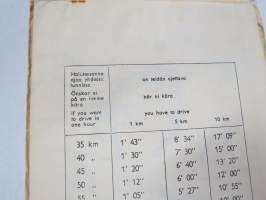 Halutessanne
ajaa yhdessä
tunnissa
Önskar ni
på en timme
köra
If you want
to drive in
one hour
on teidän ajettava
bör ni köra
you have to drive
1 km 5 km 10 km
35 km 1' 43" 8' 34" 17' 09"
40 „ 1' 30" 7' 30" 15' 00"
45 „ 1' 20" 6' 40" 13' 20"
50 „ 1' 12" 6' 00" 12' 00"
55 „ 1' 05" 5' 27" 10' 55"